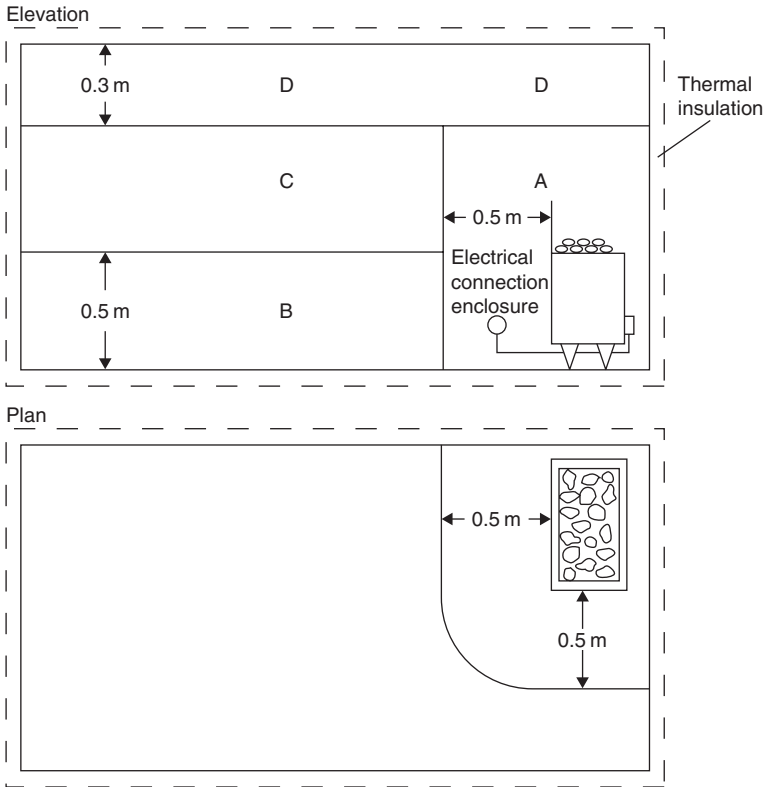 Elevation
0.3 m
D
D
Thermal
insulation
C
A
0.5 m
Electrical
connection
enclosure
0.5 m
B
Plan
0.5 m
0.5 m